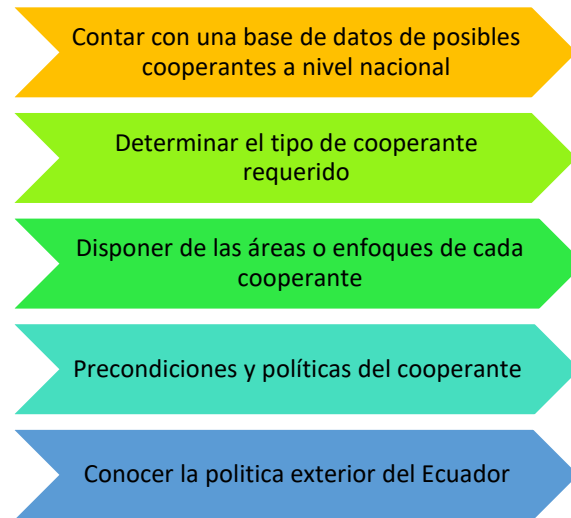 Contar con una base de datos de posibles
cooperantes a nivel nacional
Determinar el tipo de cooperante
requerido
Disponer de las áreas o enfoques de cada
cooperante
Precondiciones y políticas del cooperante
Conocer la politica exterior del Ecuador